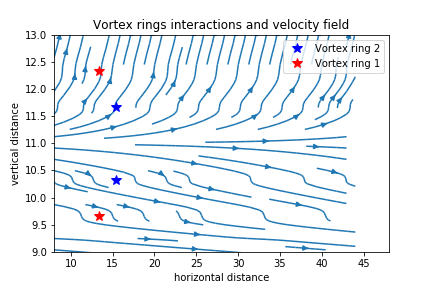 Vortex rings interactions and velocity field
Vortex ring 2
Vortex ring 1
vertical distance
13.0
12.5
12.0
11.5
11.0
10.5
10.0
9.5
9.0
10 15 20 25 30 35 40 45
horizontal distance